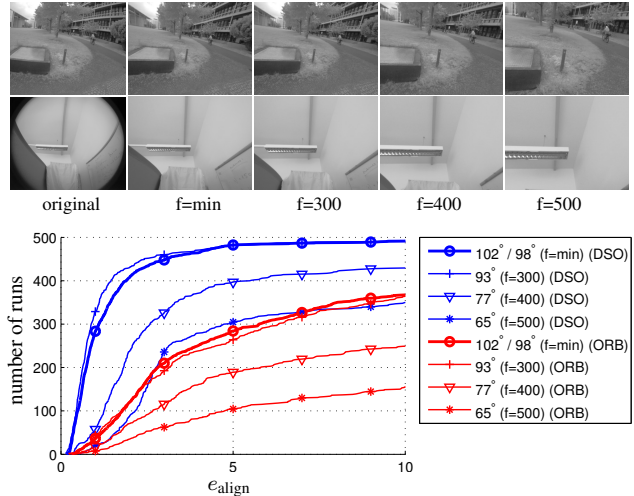 original f=min f=300 f=400 f=500
500
400
300
200
100
0
0 5 10
number of runs
e_align
102° / 98° (f=min) (DSO)
93° (f=300) (DSO)
77° (f=400) (DSO)
65° (f=500) (DSO)
102° / 98° (f=min) (ORB)
93° (f=300) (ORB)
77° (f=400) (ORB)
65° (f=500) (ORB)